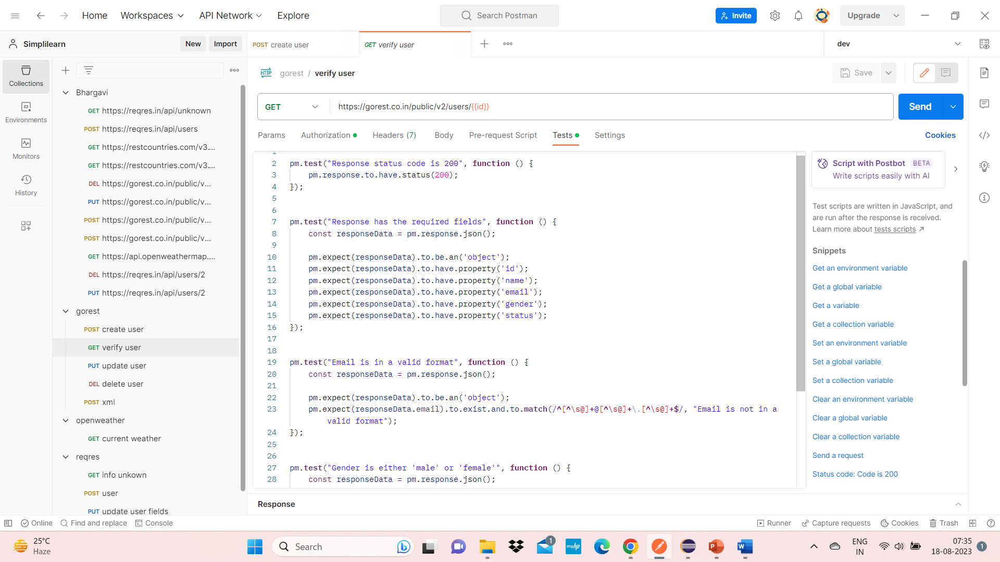 Home
Workspaces
API Network
Explore
Search Postman
Invite
Upgrade
Simplilearn
New
Import
POST create user
GET verify user
dev
Collections
Environments
Monitors
History
Bhargavi
GET https://reqres.in/api/unknown
POST https://reqres.in/api/users
GET https://restcountries.com/v3....
GET https://restcountries.com/v3....
DEL https://gorest.co.in/public/v...
PUT https://gorest.co.in/public/v...
POST https://gorest.co.in/public/v...
POST https://gorest.co.in/public/v...
GET https://api.openweathermap....
DEL https://reqres.in/api/users/2
PUT https://reqres.in/api/users/2
gorest
POST create user
GET verify user
PUT update user
DEL delete user
POST xml
openweather
GET current weather
reqres
GET info unkown
POST user
PUT update user fields
HTTP gorest / verify user
Save
GET https://gorest.co.in/public/v2/users/{{id}}
Send
Params
Authorization
Headers (7)
Body
Pre-request Script
Tests
Settings
Cookies
1
2 pm.test("Response status code is 200", function () {
3 pm.response.to.have.status(200);
4 });
5
6
7 pm.test("Response has the required fields", function () {
8 const responseData = pm.response.json();
9
10 pm.expect(responseData).to.be.an('object');
11 pm.expect(responseData).to.have.property('id');
12 pm.expect(responseData).to.have.property('name');
13 pm.expect(responseData).to.have.property('email');
14 pm.expect(responseData).to.have.property('gender');
15 pm.expect(responseData).to.have.property('status');
16 });
17
18
19 pm.test("Email is in a valid format", function () {
20 const responseData = pm.response.json();
21
22 pm.expect(responseData).to.be.an('object');
23 pm.expect(responseData.email).to.exist.and.to.match(/^[^\s@]+@[^\s@]+\.[^\s@]+$/, "Email is not in a
valid format");
24 });
25
26
27 pm.test("Gender is either 'male' or 'female'", function () {
28 const responseData = pm.response.json();
Script with Postbot BETA
Write scripts easily with AI
Test scripts are written in JavaScript, and
are run after the response is received.
Learn more about tests scripts ↗
Snippets
Get an environment variable
Get a global variable
Get a variable
Get a collection variable
Set an environment variable
Set a global variable
Set a collection variable
Clear an environment variable
Clear a global variable
Clear a collection variable
Send a request
Status code: Code is 200
Response
Online
Find and replace
Console
Runner
Capture requests
Cookies
Trash
25°C
Haze
Search
1
myhp
P
W
ENG
IN
07:35
18-08-2023
1